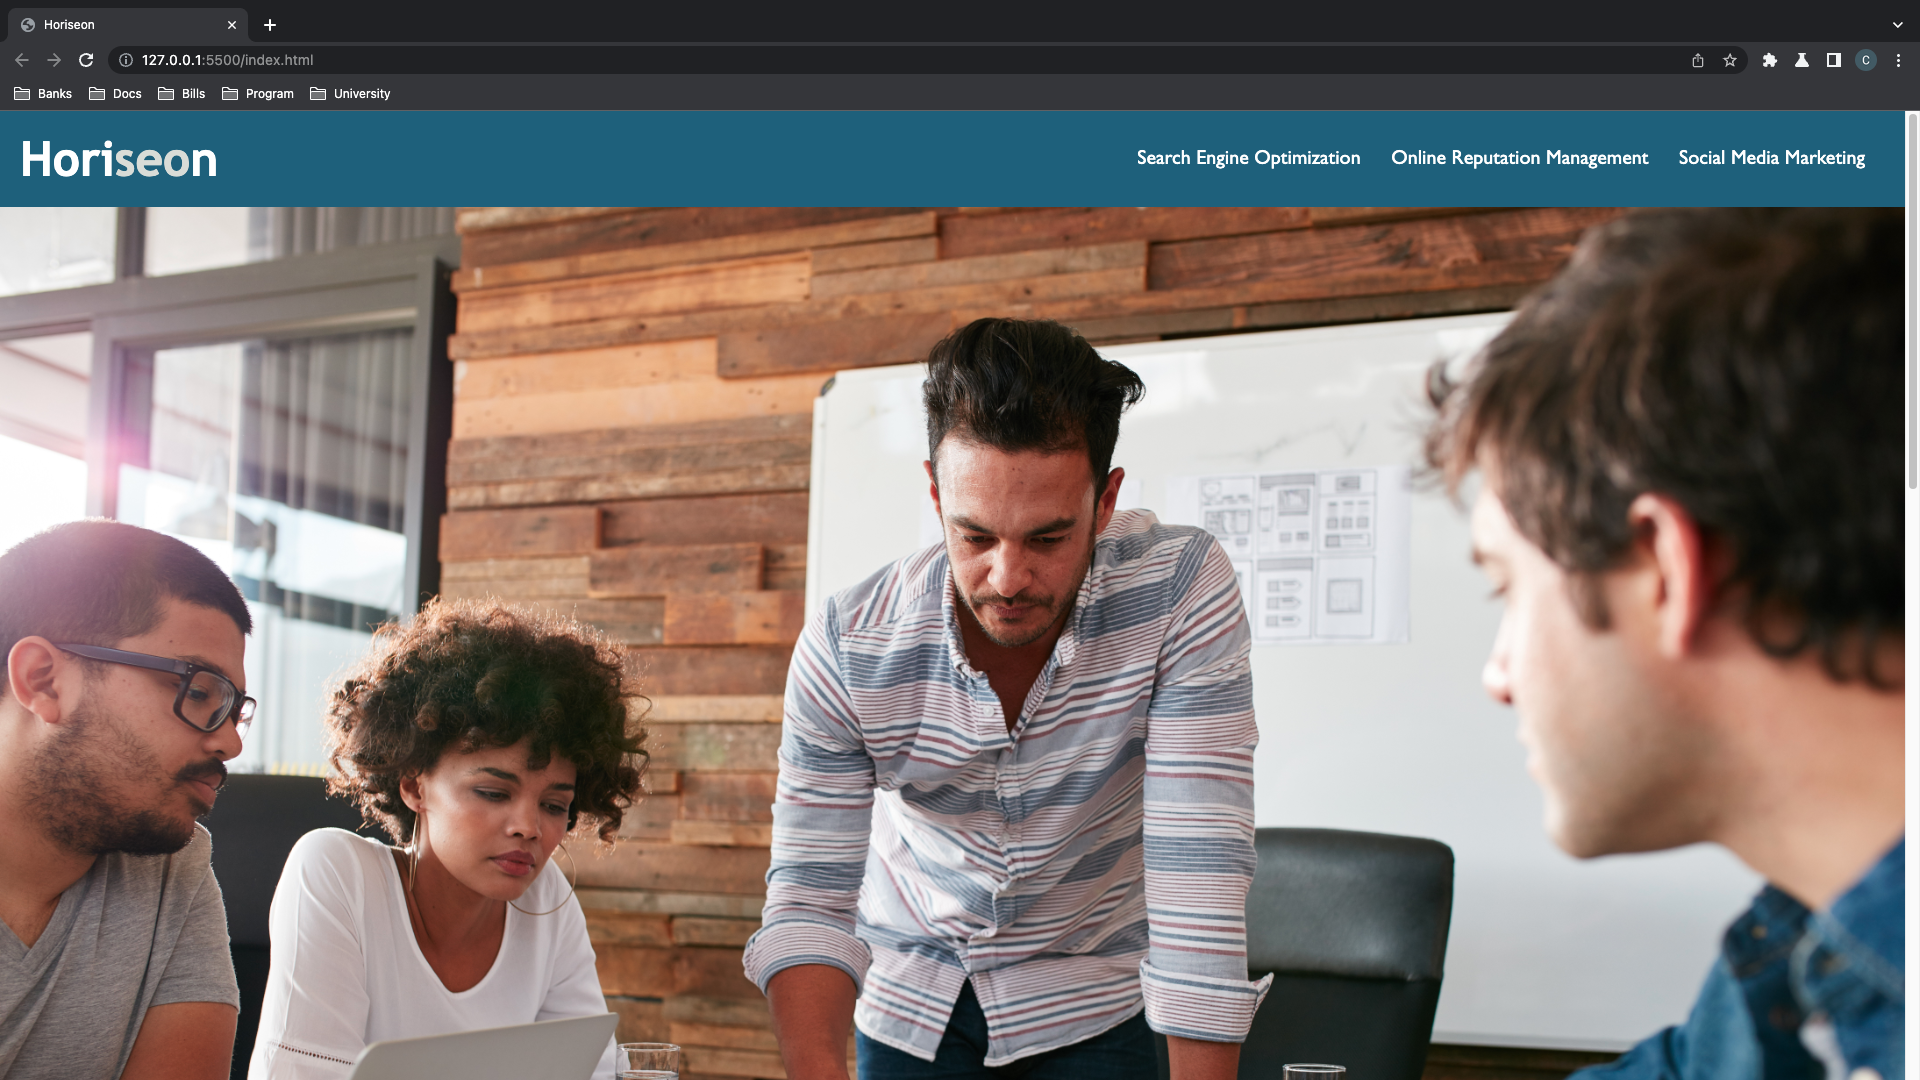 Horiseon
127.0.0.1:5500/index.html
C
Banks
Docs
Bills
Program
University
Horiseon
Search Engine Optimization
Online Reputation Management
Social Media Marketing